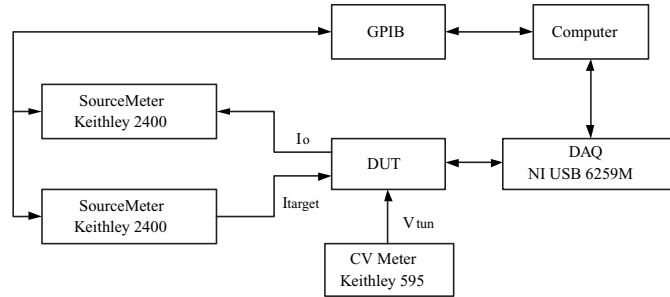 GPIB
Computer
SourceMeter
Keithley 2400
Io
DUT
DAQ
NI USB 6259M
SourceMeter
Keithley 2400
Itarget
Vtun
CV Meter
Keithley 595